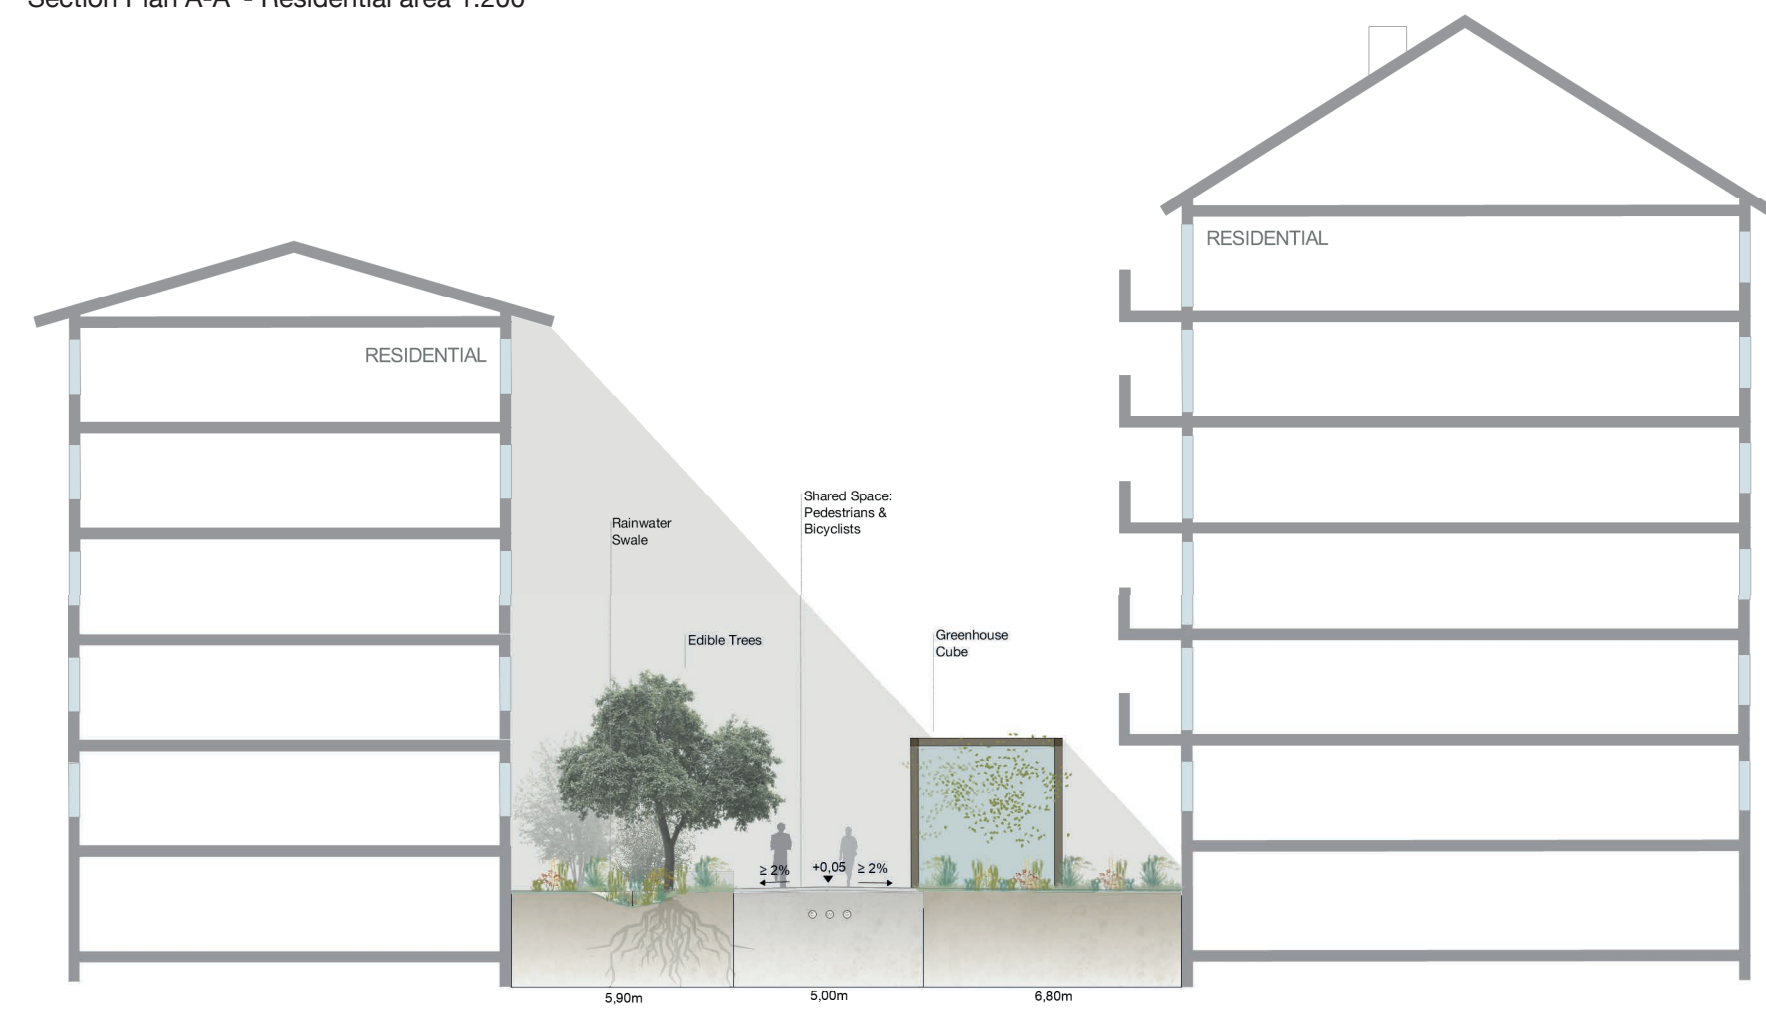 Section Plan A-A' - Residential area 1:200
RESIDENTIAL
RESIDENTIAL
Shared Space:
Pedestrians &
Bicyclists
Rainwater
Swale
Edible Trees
Greenhouse
Cube
≥ 2% +0,05 ≥ 2%
5,90m 5,00m 6,80m